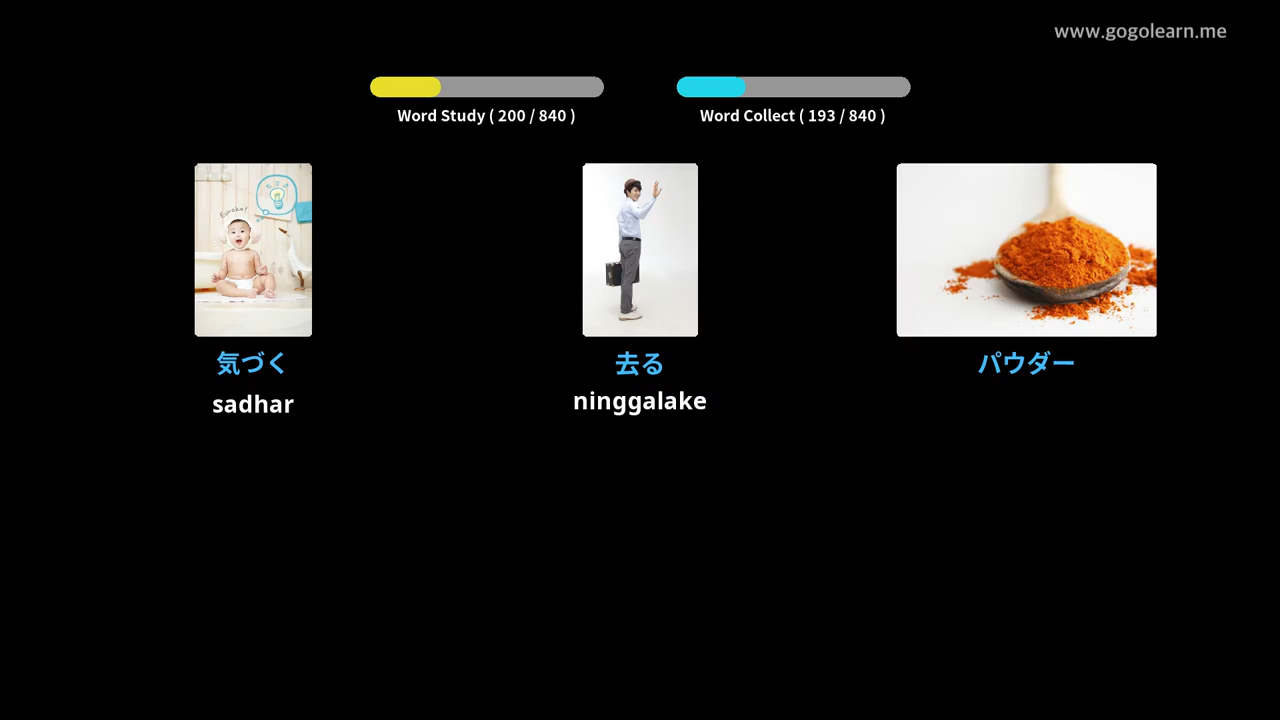 www.gogolearn.me
Word Study ( 200 / 840 )
Word Collect ( 193 / 840 )
Eureka!
気づく
去る
パウダー
sadhar
ninggalake